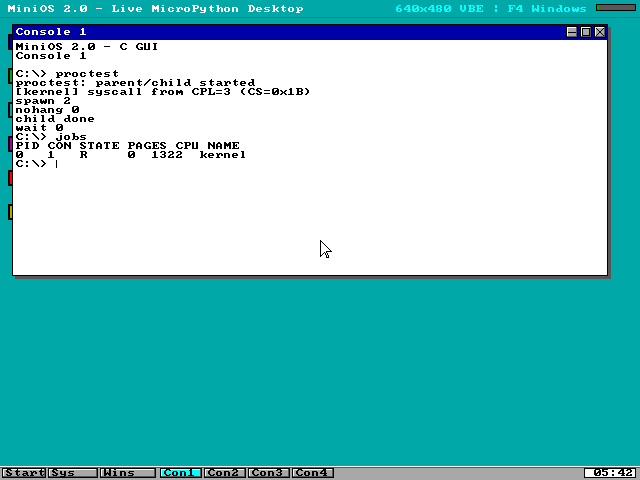 MiniOS 2.0 - Live MicroPython Desktop 640x480 VBE | F4 Windows
Console 1
MiniOS 2.0 - C GUI
Console 1
C:\> proctest
proctest: parent/child started
[kernel] syscall from CPL=3 (CS=0x1B)
spawn 2
nohang 0
child done
wait 0
C:\> jobs
PID CON STATE PAGES CPU NAME
0 1 R 0 1322 kernel
C:\>
Start Sys Wins Con1 Con2 Con3 Con4 05:42